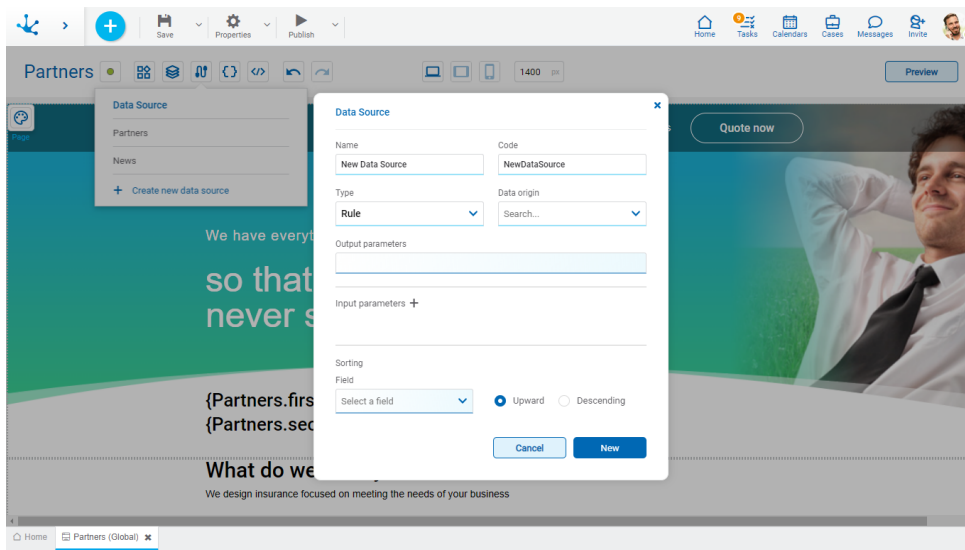 Save
Properties
Publish
Home
9
Tasks
Calendars
Cases
Messages
Invite
Partners
1400 px
Preview
Page
Data Source
Partners
News
+ Create new data source
Quote now
We have everyt
so that
never s
{Partners.firs
{Partners.sec
What do we
We design insurance focused on meeting the needs of your business
Data Source
Name
Code
New Data Source
NewDataSource
Type
Data origin
Rule
Search...
Output parameters
Input parameters +
Sorting
Field
Select a field
Upward
Descending
Cancel
New
Home
Partners (Global)